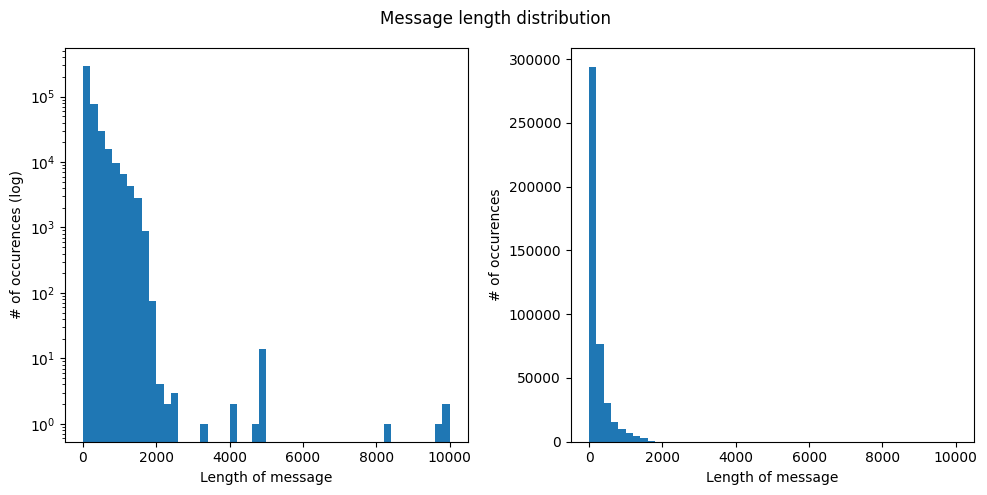 Message length distribution
# of occurences (log)
10^5
10^4
10^3
10^2
10^1
10^0
0 2000 4000 6000 8000 10000
Length of message
# of occurences
300000
250000
200000
150000
100000
50000
0
0 2000 4000 6000 8000 10000
Length of message